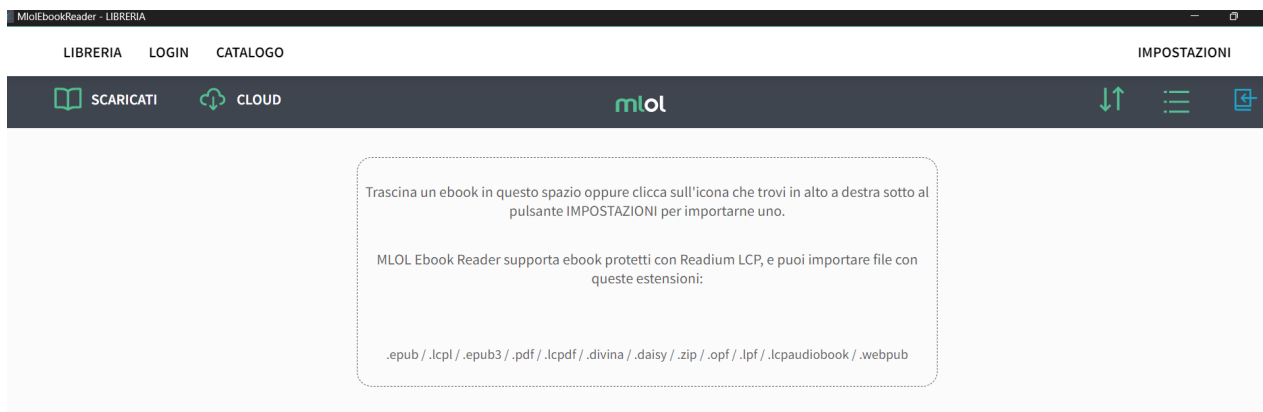 MlolEbookReader - LIBRERIA
LIBRERIA LOGIN CATALOGO IMPOSTAZIONI
SCARICATI CLOUD mlol
Trascina un ebook in questo spazio oppure clicca sull'icona che trovi in alto a destra sotto al
pulsante IMPOSTAZIONI per importarne uno.
MLOL Ebook Reader supporta ebook protetti con Readium LCP, e puoi importare file con
queste estensioni:
.epub / .lcpl / .epub3 / .pdf / .lcpdf / .divina / .daisy / .zip / .opf / .lpf / .lcpaudiobook / .webpub